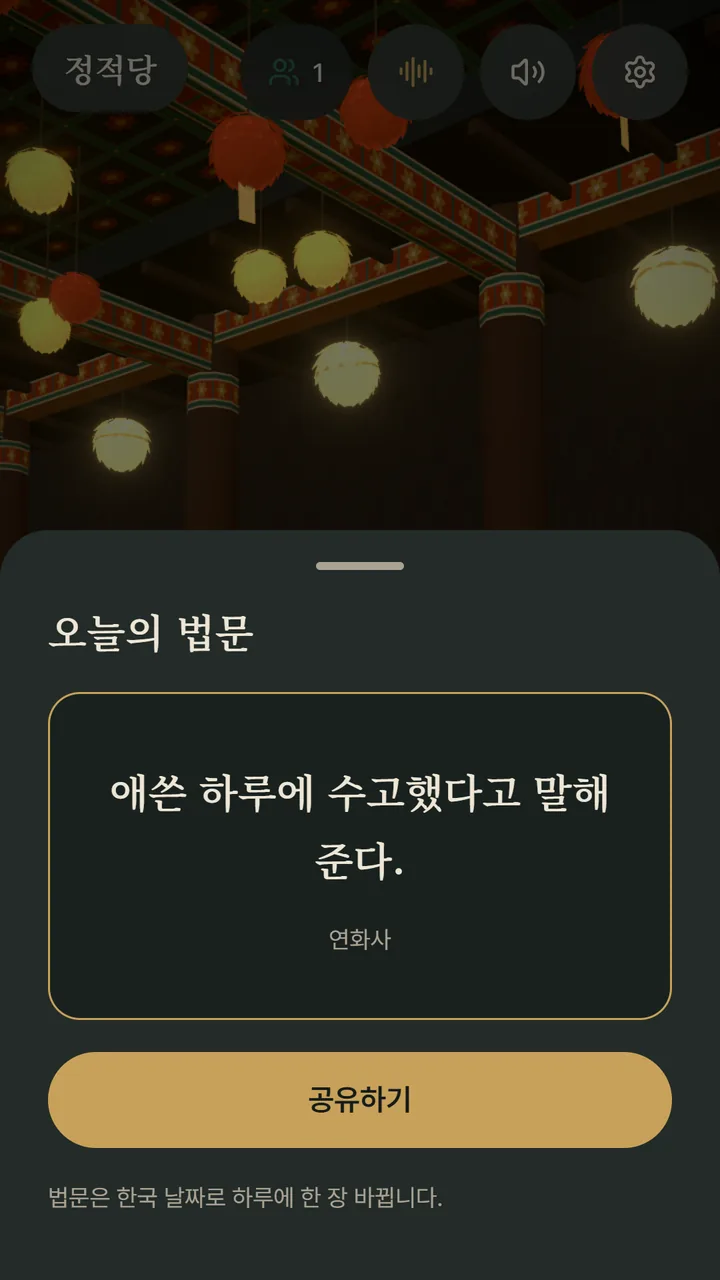 정적당
1
오늘의 법문
애쓴 하루에 수고했다고 말해
준다.
연화사
공유하기
법문은 한국 날짜로 하루에 한 장 바뀝니다.